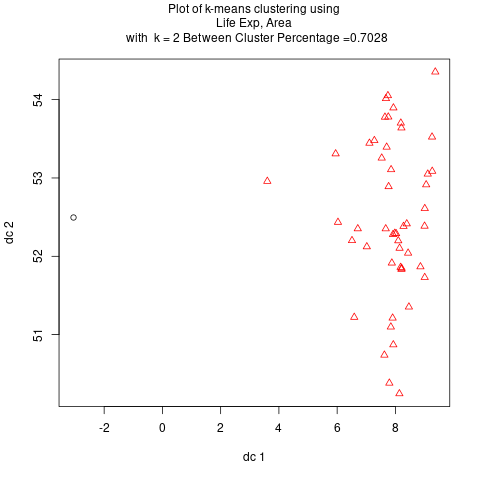 Plot of k-means clustering using
Life Exp, Area
with k = 2 Between Cluster Percentage =0.7028
54
53
52
51
dc 2
-2
0
2
4
6
8
dc 1